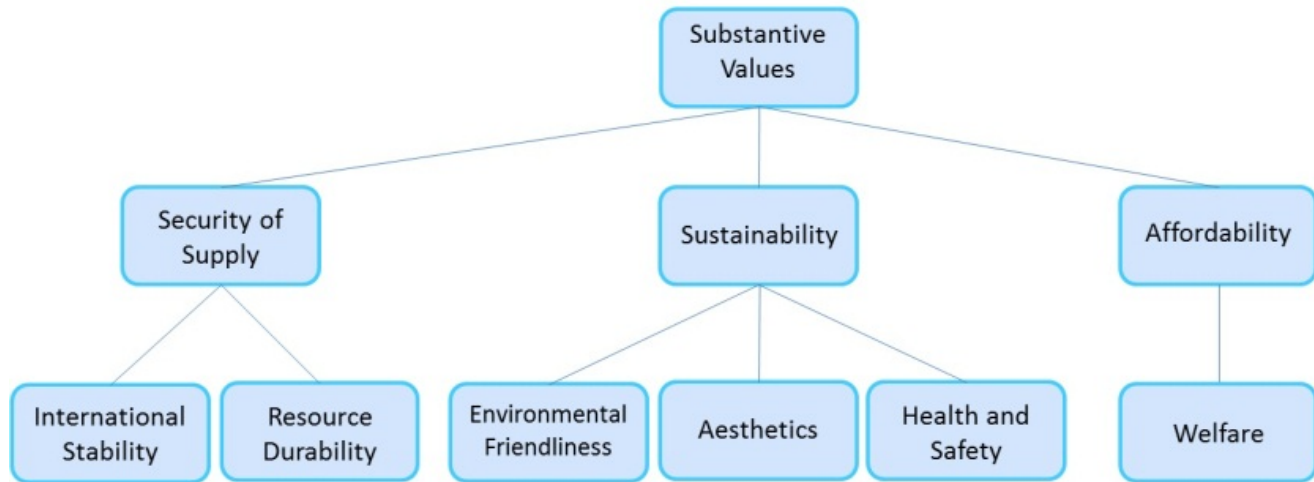 Substantive
Values
Security of
Supply
Sustainability
Affordability
International
Stability
Resource
Durability
Environmental
Friendliness
Aesthetics
Health and
Safety
Welfare